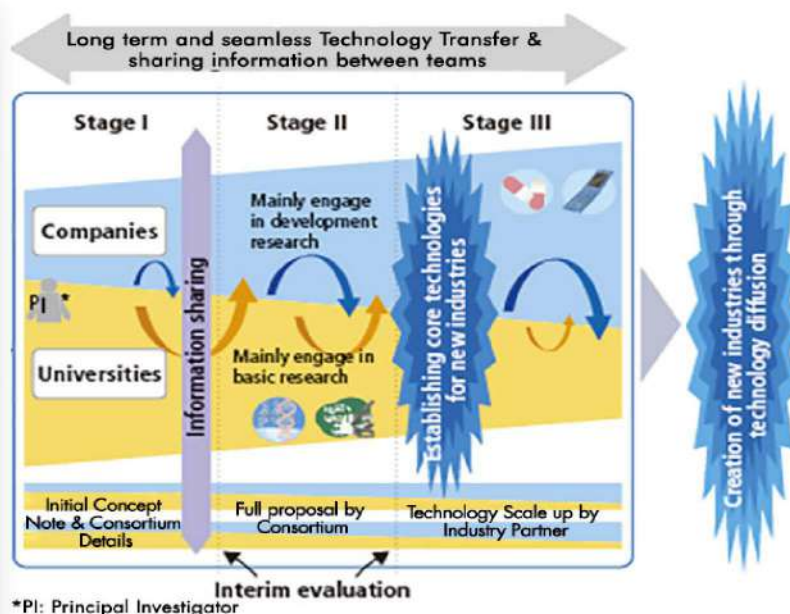 Long term and seamless Technology Transfer &
sharing information between teams
Stage I
Stage II
Stage III
Companies
Mainly engage
in development
research
PI *
Information sharing
Universities
Mainly engage in
basic research
Establishing core technologies
for new industries
Creation of new industries through
technology diffusion
Initial Concept
Note & Consortium
Details
Full proposal by
Consortium
Technology Scale up by
Industry Partner
Interim evaluation
*PI: Principal Investigator